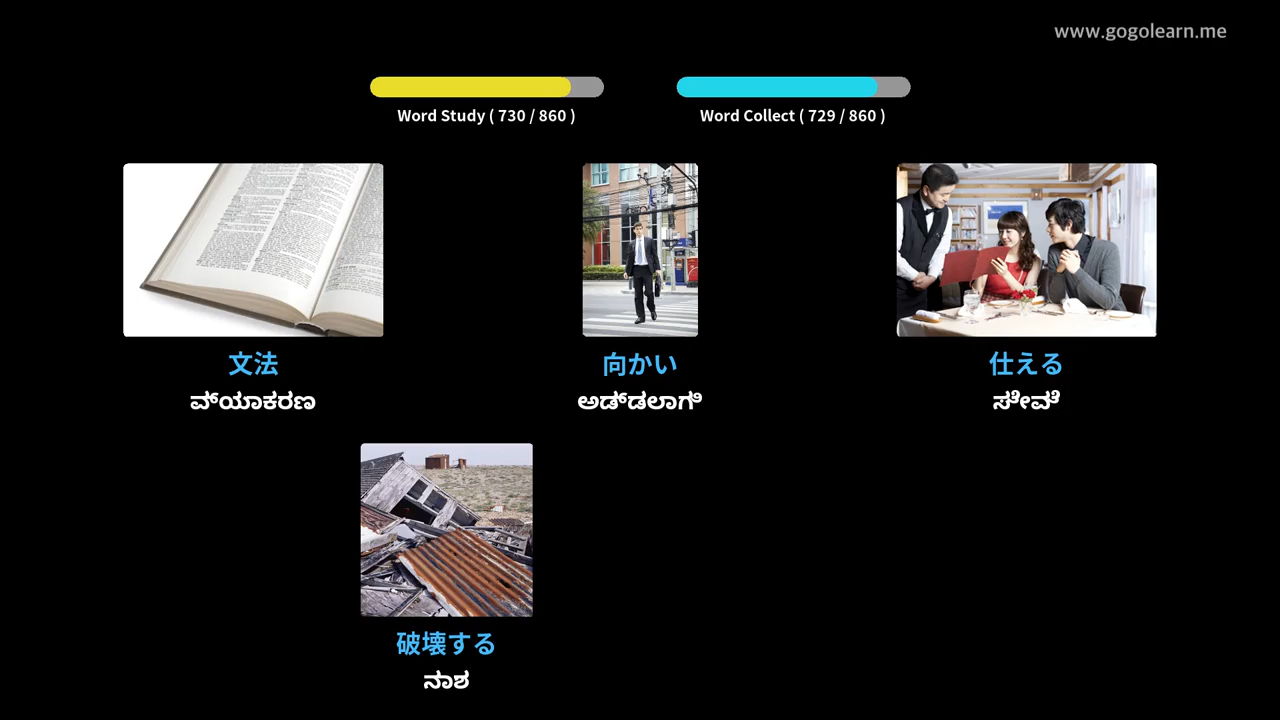 www.gogolearn.me
Word Study ( 730 / 860 )
Word Collect ( 729 / 860 )
文法
ವ್ಯಾಕರಣ
向かい
ಅಡ್ಡಲಾಗಿ
仕える
ಸೇವೆ
破壊する
ನಾಶ